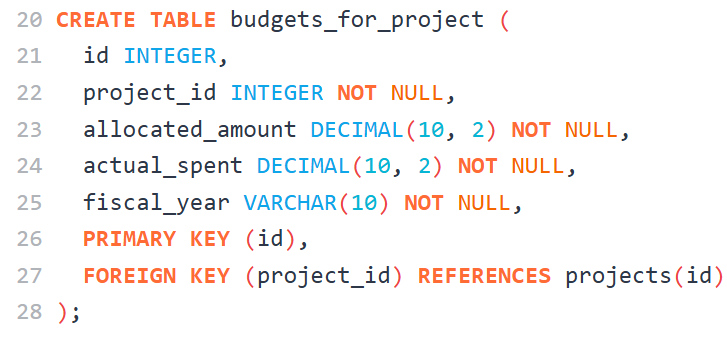 20 CREATE TABLE budgets_for_project (
21   id INTEGER,
22   project_id INTEGER NOT NULL,
23   allocated_amount DECIMAL(10, 2) NOT NULL,
24   actual_spent DECIMAL(10, 2) NOT NULL,
25   fiscal_year VARCHAR(10) NOT NULL,
26   PRIMARY KEY (id),
27   FOREIGN KEY (project_id) REFERENCES projects(id)
28 );